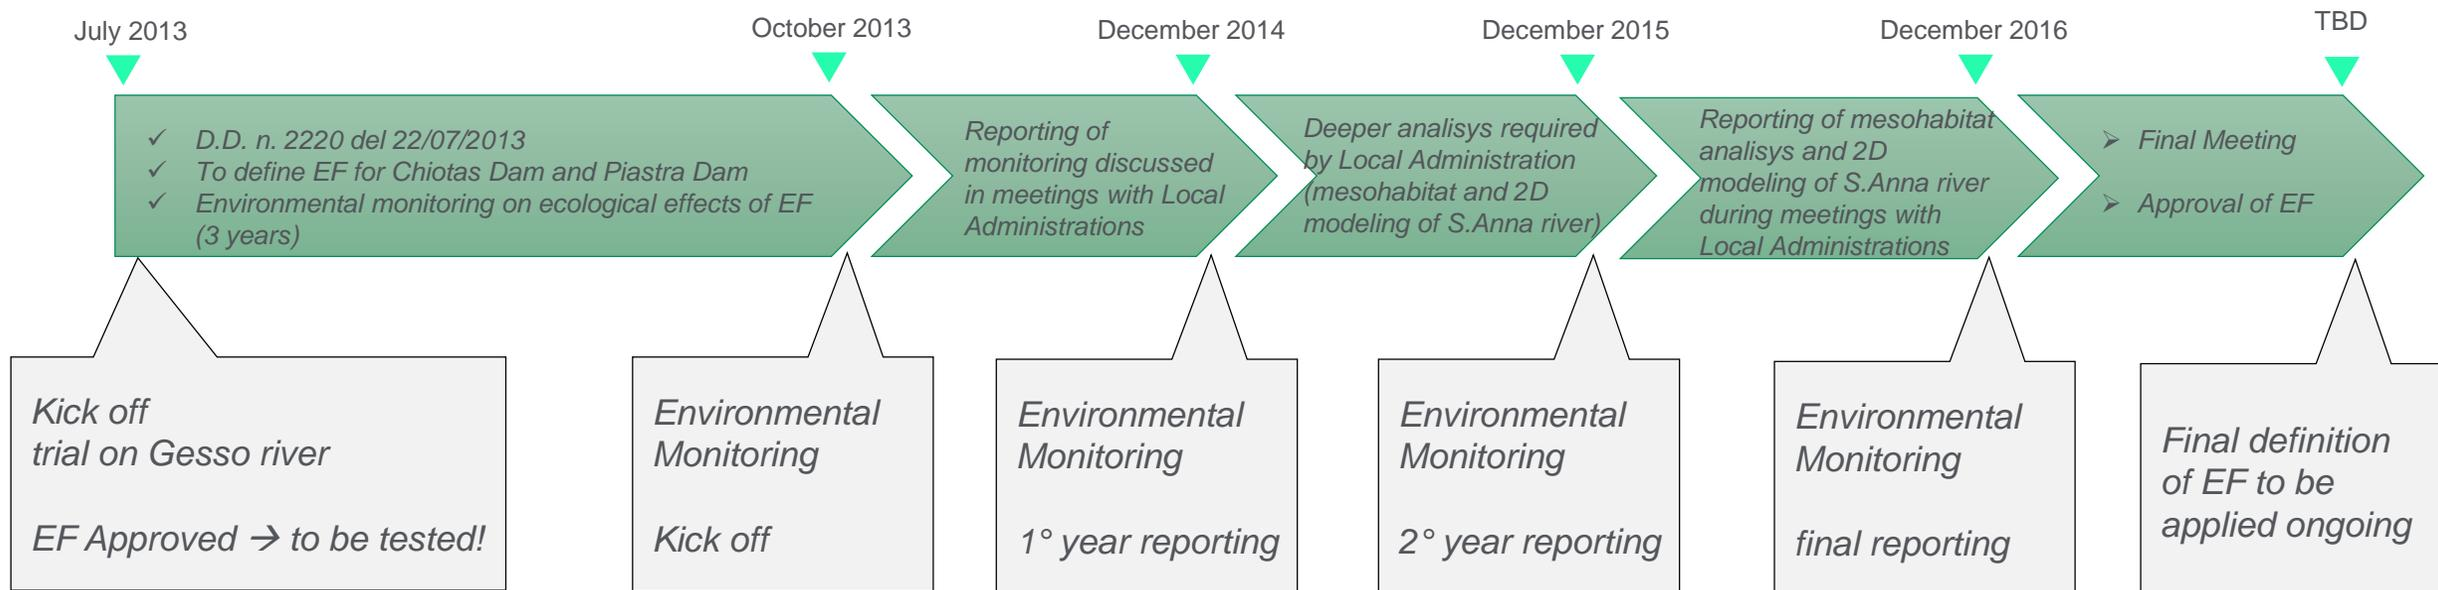 July 2013
October 2013
December 2014
December 2015
December 2016
TBD
✓ D.D. n. 2220 del 22/07/2013
✓ To define EF for Chiotas Dam and Piastra Dam
✓ Environmental monitoring on ecological effects of EF
(3 years)
Reporting of
monitoring discussed
in meetings with Local
Administrations
Deeper analisys required
by Local Administration
(mesohabitat and 2D
modeling of S.Anna river)
Reporting of mesohabitat
analisys and 2D
modeling of S.Anna river
during meetings with
Local Administrations
➢ Final Meeting
➢ Approval of EF
Kick off
trial on Gesso river
EF Approved → to be tested!
Environmental
Monitoring
Kick off
Environmental
Monitoring
1° year reporting
Environmental
Monitoring
2° year reporting
Environmental
Monitoring
final reporting
Final definition
of EF to be
applied ongoing